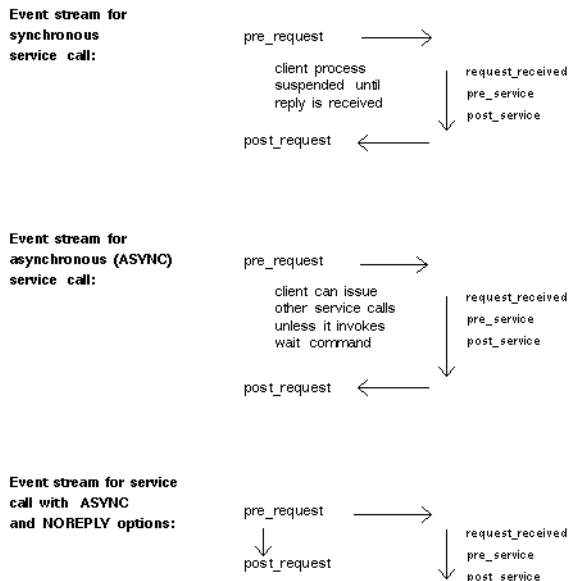 Event stream for
synchronous
service call:
pre_request
client process
suspended until
reply is received
request_received
pre_service
post_service
post_request
Event stream for
asynchronous (ASYNC)
service call:
pre_request
client can issue
other service calls
unless it invokes
wait command
request_received
pre_service
post_service
post_request
Event stream for service
call with ASYNC
and NOREPLY options:
pre_request
post_request
request_received
pre_service
post_service